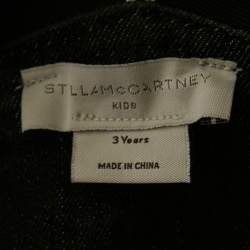 STLLAMCCARTNEY
KIDS
3 Years
MADE IN CHINA